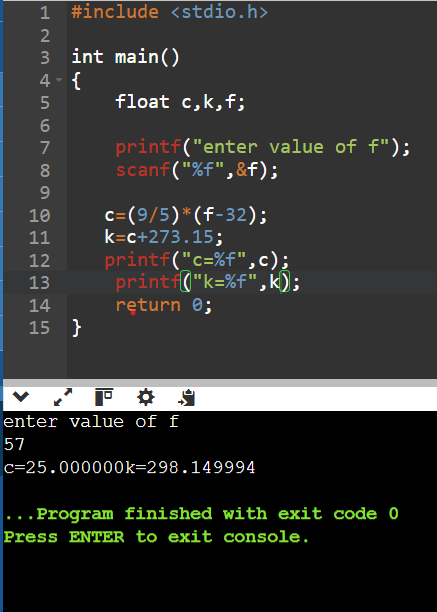 1 #include <stdio.h>
2
3 int main()
4 {
5     float c,k,f;
6
7     printf("enter value of f");
8     scanf("%f",&f);
9
10    c=(9/5)*(f-32);
11    k=c+273.15;
12    printf("c=%f",c);
13     printf("k=%f",k);
14     return 0;
15 }
enter value of f
57
c=25.000000k=298.149994
...Program finished with exit code 0
Press ENTER to exit console.